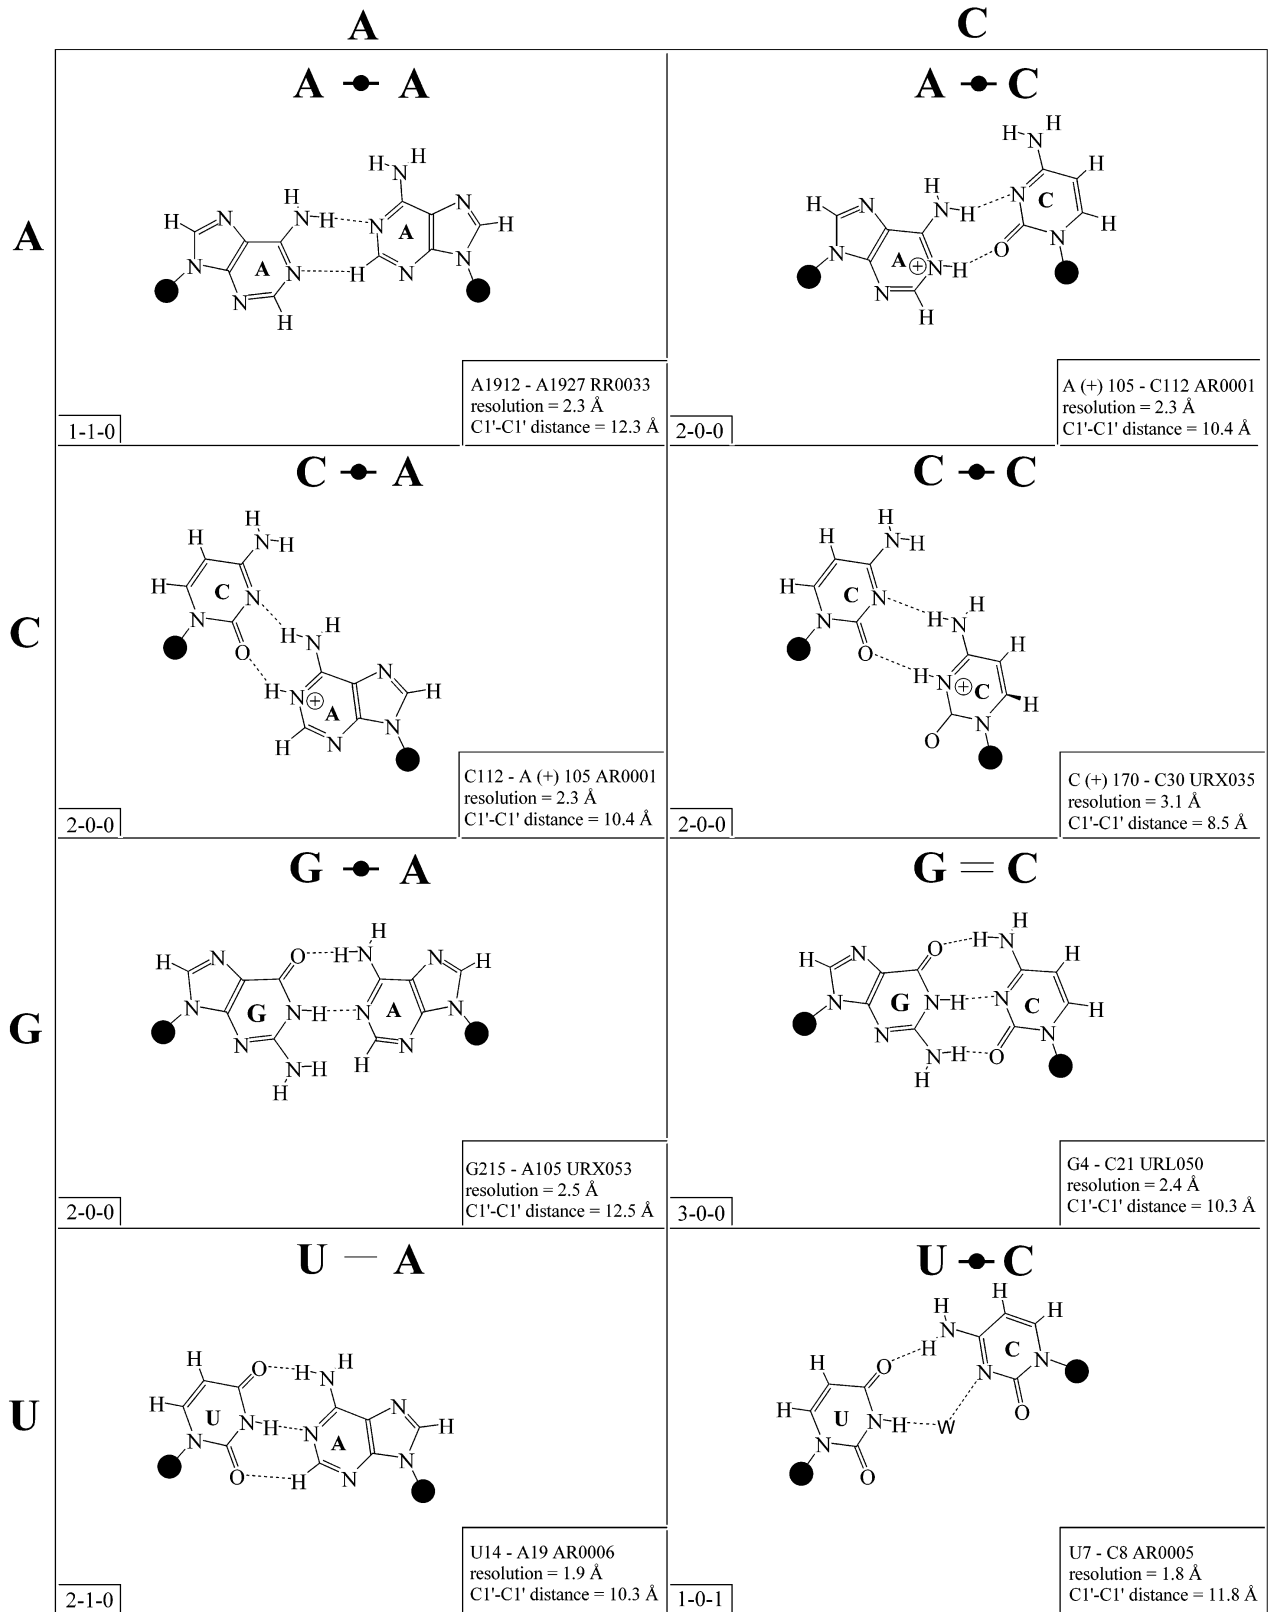 A C
A
A A
H
H
N
H
N
H
H
N
N
N
A
H
N
A
N
H
N
N
H
N
N
H
A1912 - A1927 RR0033
resolution = 2.3 Å
C1'-C1' distance = 12.3 Å
1-1-0
A C
H
H
N
H
N
C
H
H
N
H
H
N
O
N
N
A
+
N
H
N
H
A (+) 105 - C112 AR0001
resolution = 2.3 Å
C1'-C1' distance = 10.4 Å
2-0-0
C
C A
H
H
N
H
H
C
N
N
H
H
N
O
N
H
H
N
+
A
N
H
N
C112 - A (+) 105 AR0001
resolution = 2.3 Å
C1'-C1' distance = 10.4 Å
2-0-0
C C
H
H
N
H
H
C
N
H
N
H
N
O
H
H
N
+
C
H
N
O
C (+) 170 - C30 URX035
resolution = 3.1 Å
C1'-C1' distance = 8.5 Å
2-0-0
G
G A
H
O
H
N
N
H
H
N
N
G
N
H
N
A
N
N
N
H
N
H
H
G215 - A105 URX053
resolution = 2.5 Å
C1'-C1' distance = 12.5 Å
2-0-0
G C
H
O
H
N
H
H
N
N
G
N
H
N
C
H
N
N
N
H
O
H
G4 - C21 URL050
resolution = 2.4 Å
C1'-C1' distance = 10.3 Å
3-0-0
U
U A
H
O
H
H
N
H
U
N
H
N
N
H
N
A
N
O
H
N
U14 - A19 AR0006
resolution = 1.9 Å
C1'-C1' distance = 10.3 Å
2-1-0
U C
H
H
H
N
H
C
N
H
O
N
O
H
U
N
H
W
N
O
U7 - C8 AR0005
resolution = 1.8 Å
C1'-C1' distance = 11.8 Å
1-0-1